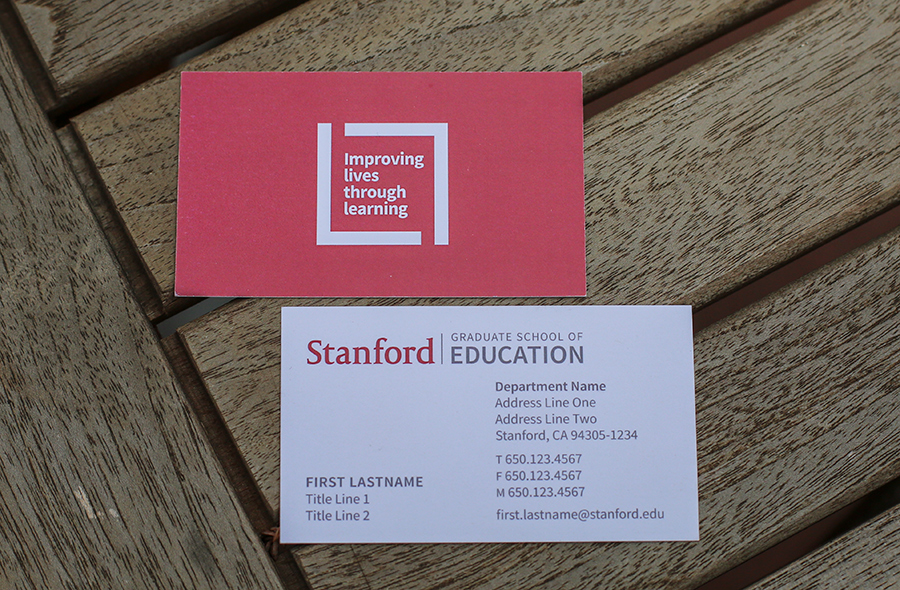 Improving
lives
through
learning
Stanford
GRADUATE SCHOOL OF
EDUCATION
Department Name
Address Line One
Address Line Two
Stanford, CA 94305-1234
T 650.123.4567
F 650.123.4567
M 650.123.4567
first.lastname@stanford.edu
FIRST LASTNAME
Title Line 1
Title Line 2